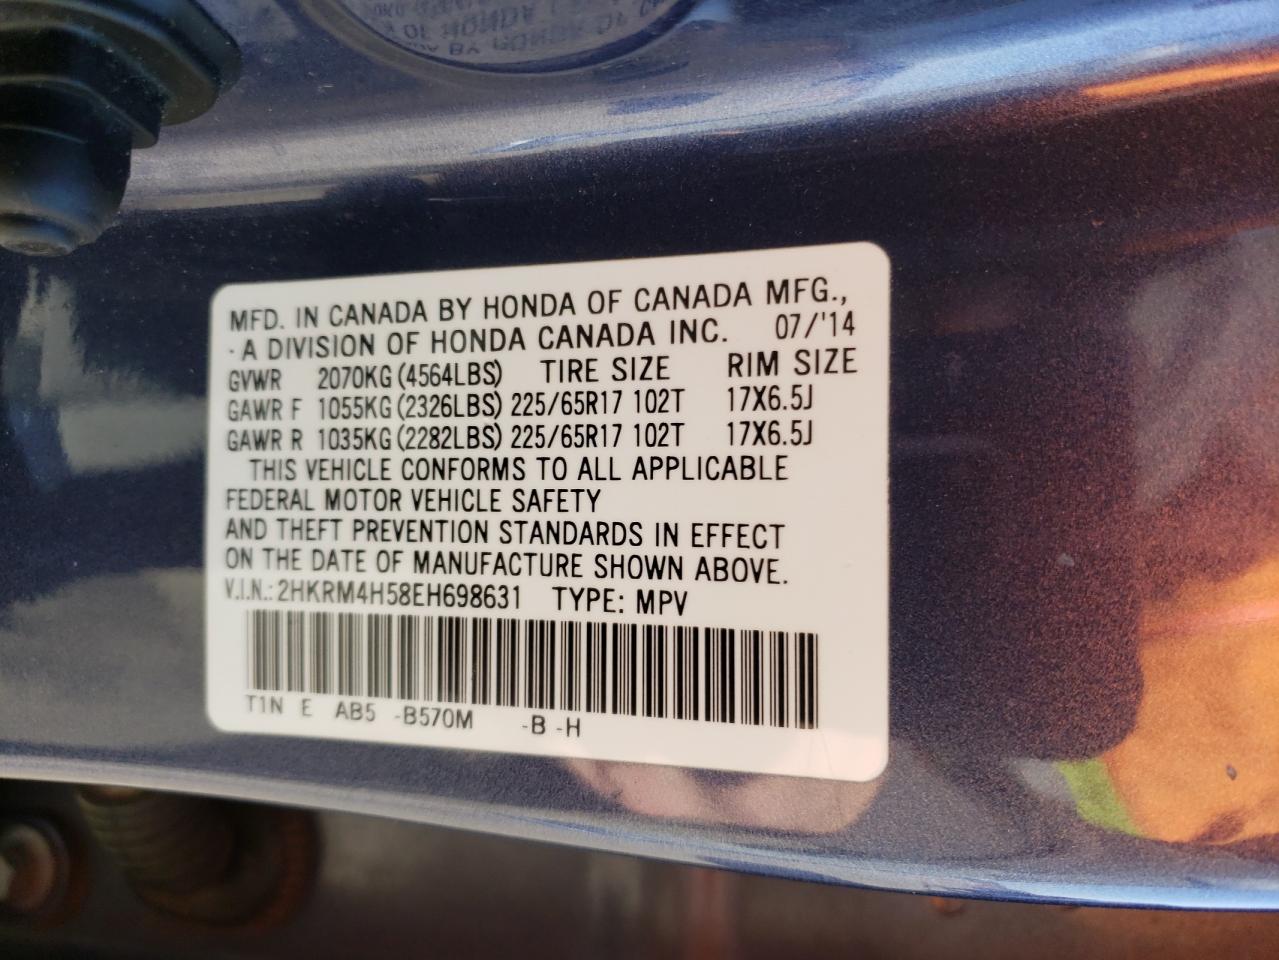 MFD. IN CANADA BY HONDA OF CANADA MFG.,
· A DIVISION OF HONDA CANADA INC. 07/'14
GVWR 2070KG (4564LBS) TIRE SIZE RIM SIZE
GAWR F 1055KG (2326LBS) 225/65R17 102T 17X6.5J
GAWR R 1035KG (2282LBS) 225/65R17 102T 17X6.5J
THIS VEHICLE CONFORMS TO ALL APPLICABLE
FEDERAL MOTOR VEHICLE SAFETY
AND THEFT PREVENTION STANDARDS IN EFFECT
ON THE DATE OF MANUFACTURE SHOWN ABOVE.
V.I.N.: 2HKRM4H58EH698631 TYPE: MPV
T1N E AB5 -B570M -B -H